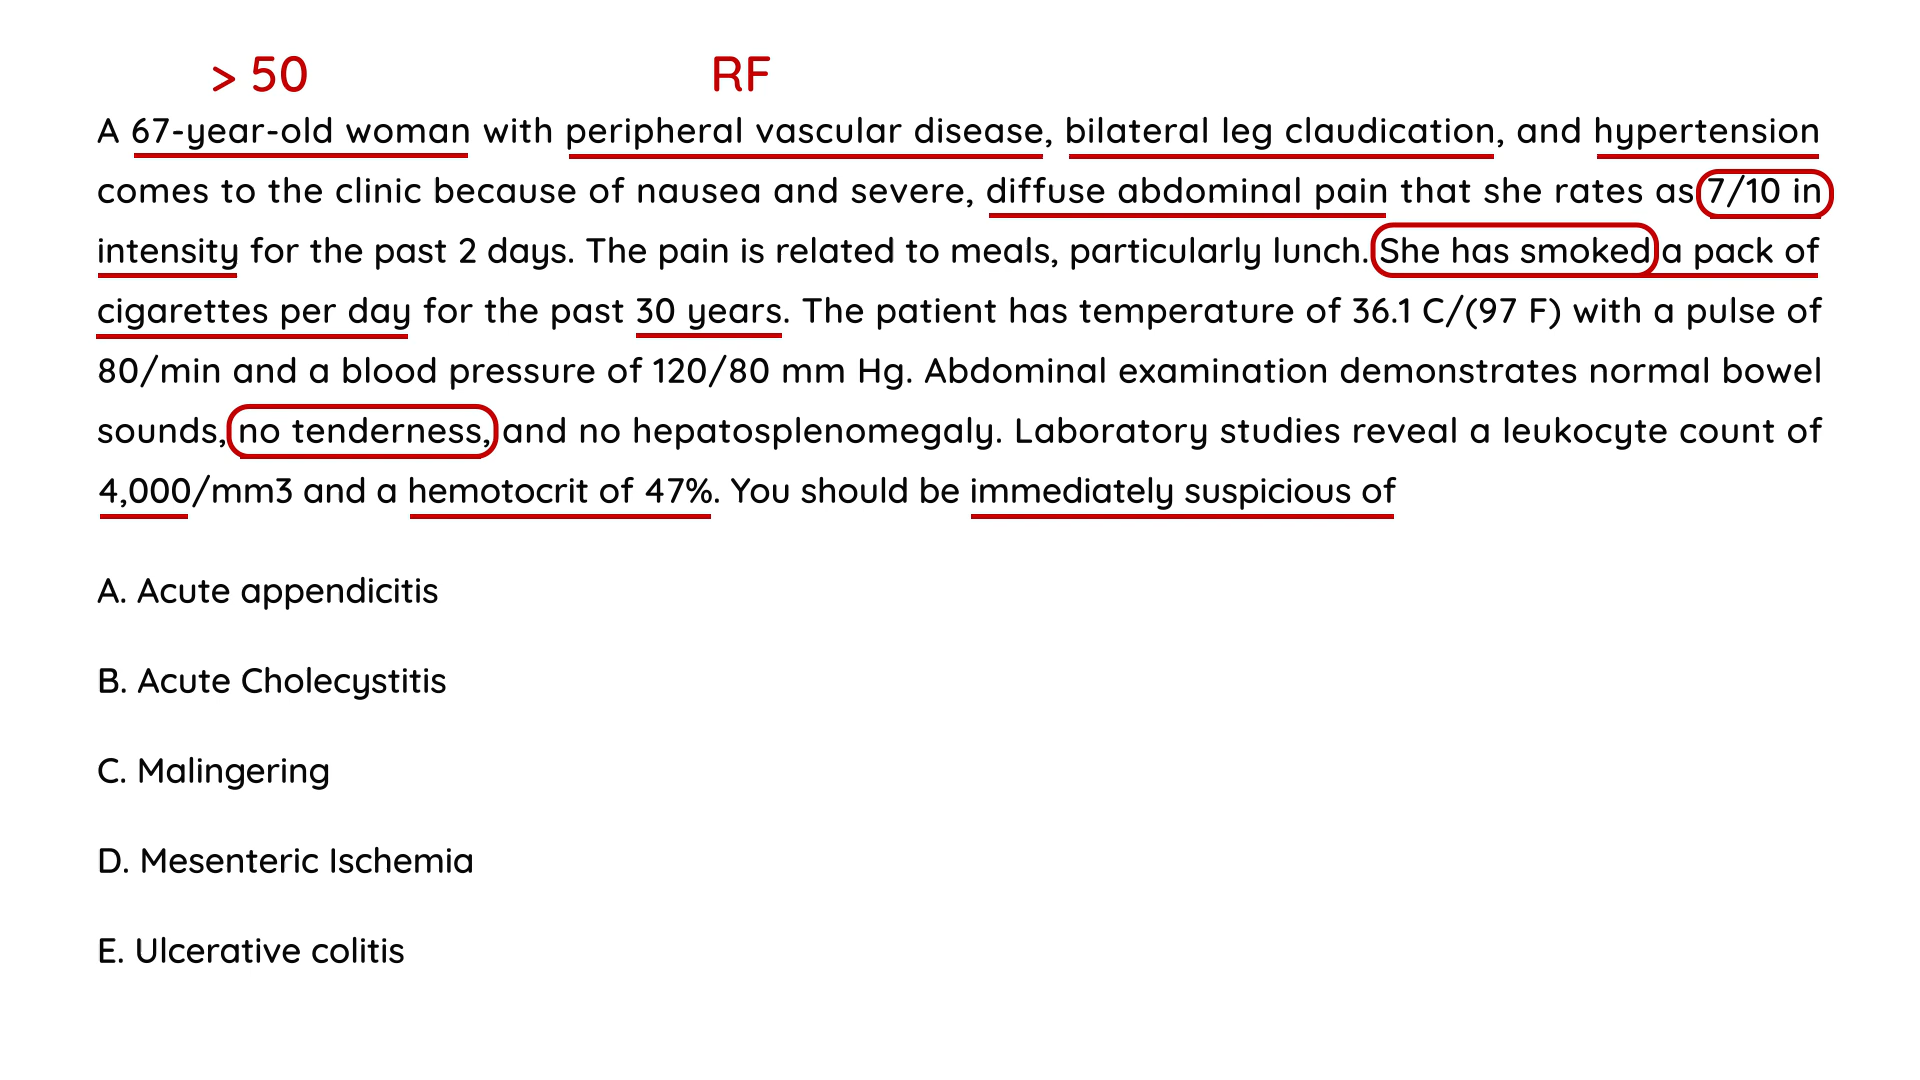 > 50 RF
A 67-year-old woman with peripheral vascular disease, bilateral leg claudication, and hypertension
comes to the clinic because of nausea and severe, diffuse abdominal pain that she rates as 7/10 in
intensity for the past 2 days. The pain is related to meals, particularly lunch. She has smoked a pack of
cigarettes per day for the past 30 years. The patient has temperature of 36.1 C/(97 F) with a pulse of
80/min and a blood pressure of 120/80 mm Hg. Abdominal examination demonstrates normal bowel
sounds, no tenderness, and no hepatosplenomegaly. Laboratory studies reveal a leukocyte count of
4,000/mm3 and a hemotocrit of 47%. You should be immediately suspicious of
A. Acute appendicitis
B. Acute Cholecystitis
C. Malingering
D. Mesenteric Ischemia
E. Ulcerative colitis